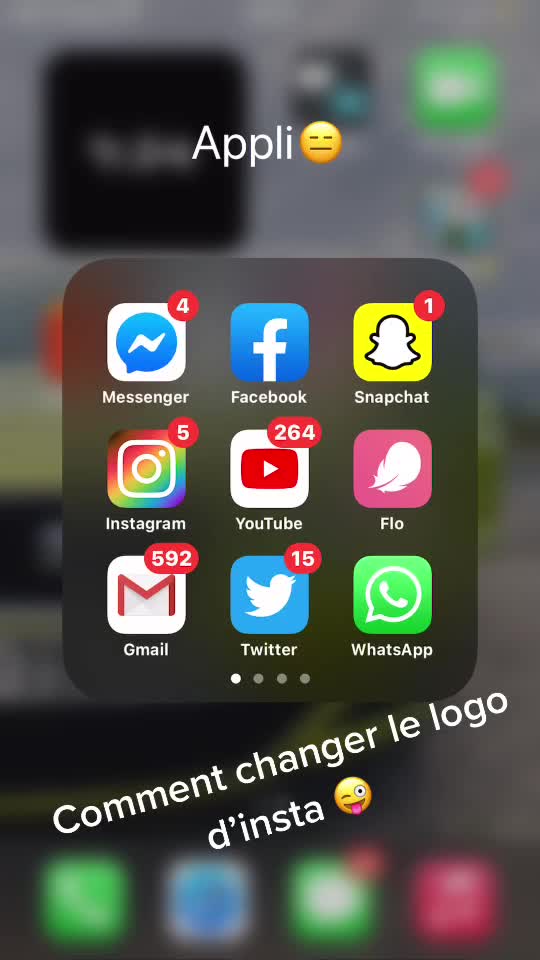 Appli😑
4
1
Messenger
Facebook
Snapchat
5
264
Instagram
YouTube
Flo
592
15
Gmail
Twitter
WhatsApp
Comment changer le logo
d’insta 😜